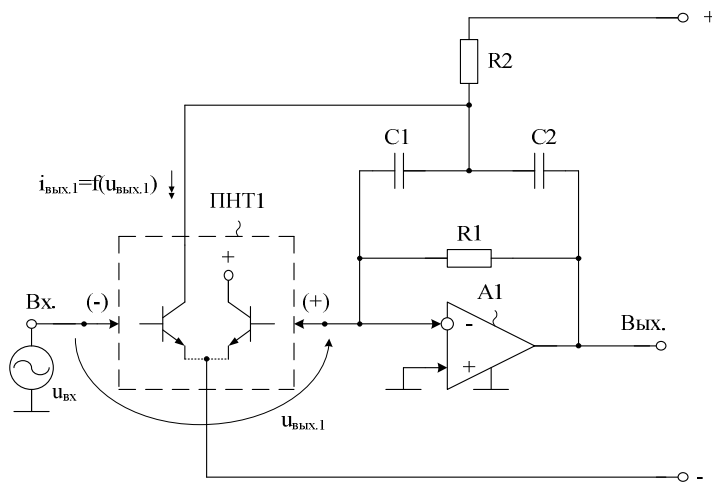 +
R2
C1
C2
iвых.1=f(uвых.1)
ПНТ1
R1
+
Вх.
(-)
(+)
A1
-
+
Вых.
uвх
uвых.1
-